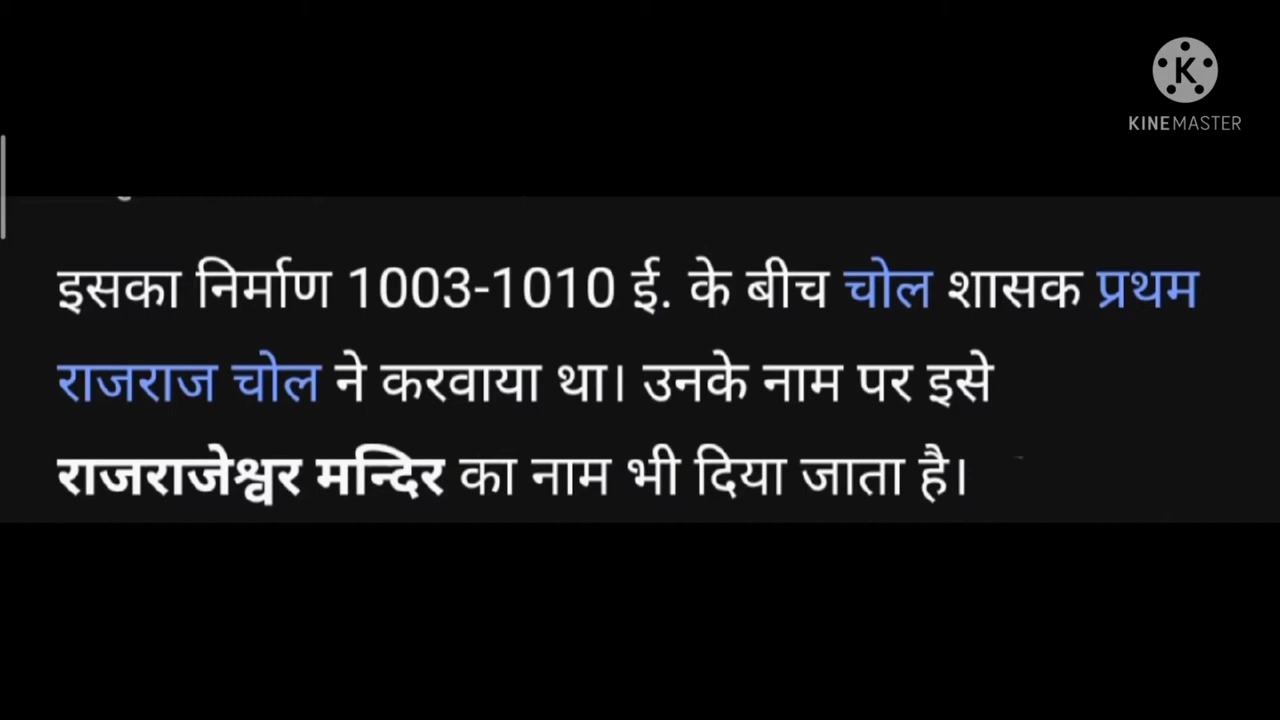 K
KINEMASTER
इसका निर्माण 1003-1010 ई. के बीच चोल शासक प्रथम
राजराज चोल ने करवाया था। उनके नाम पर इसे
राजराजेश्वर मन्दिर का नाम भी दिया जाता है।